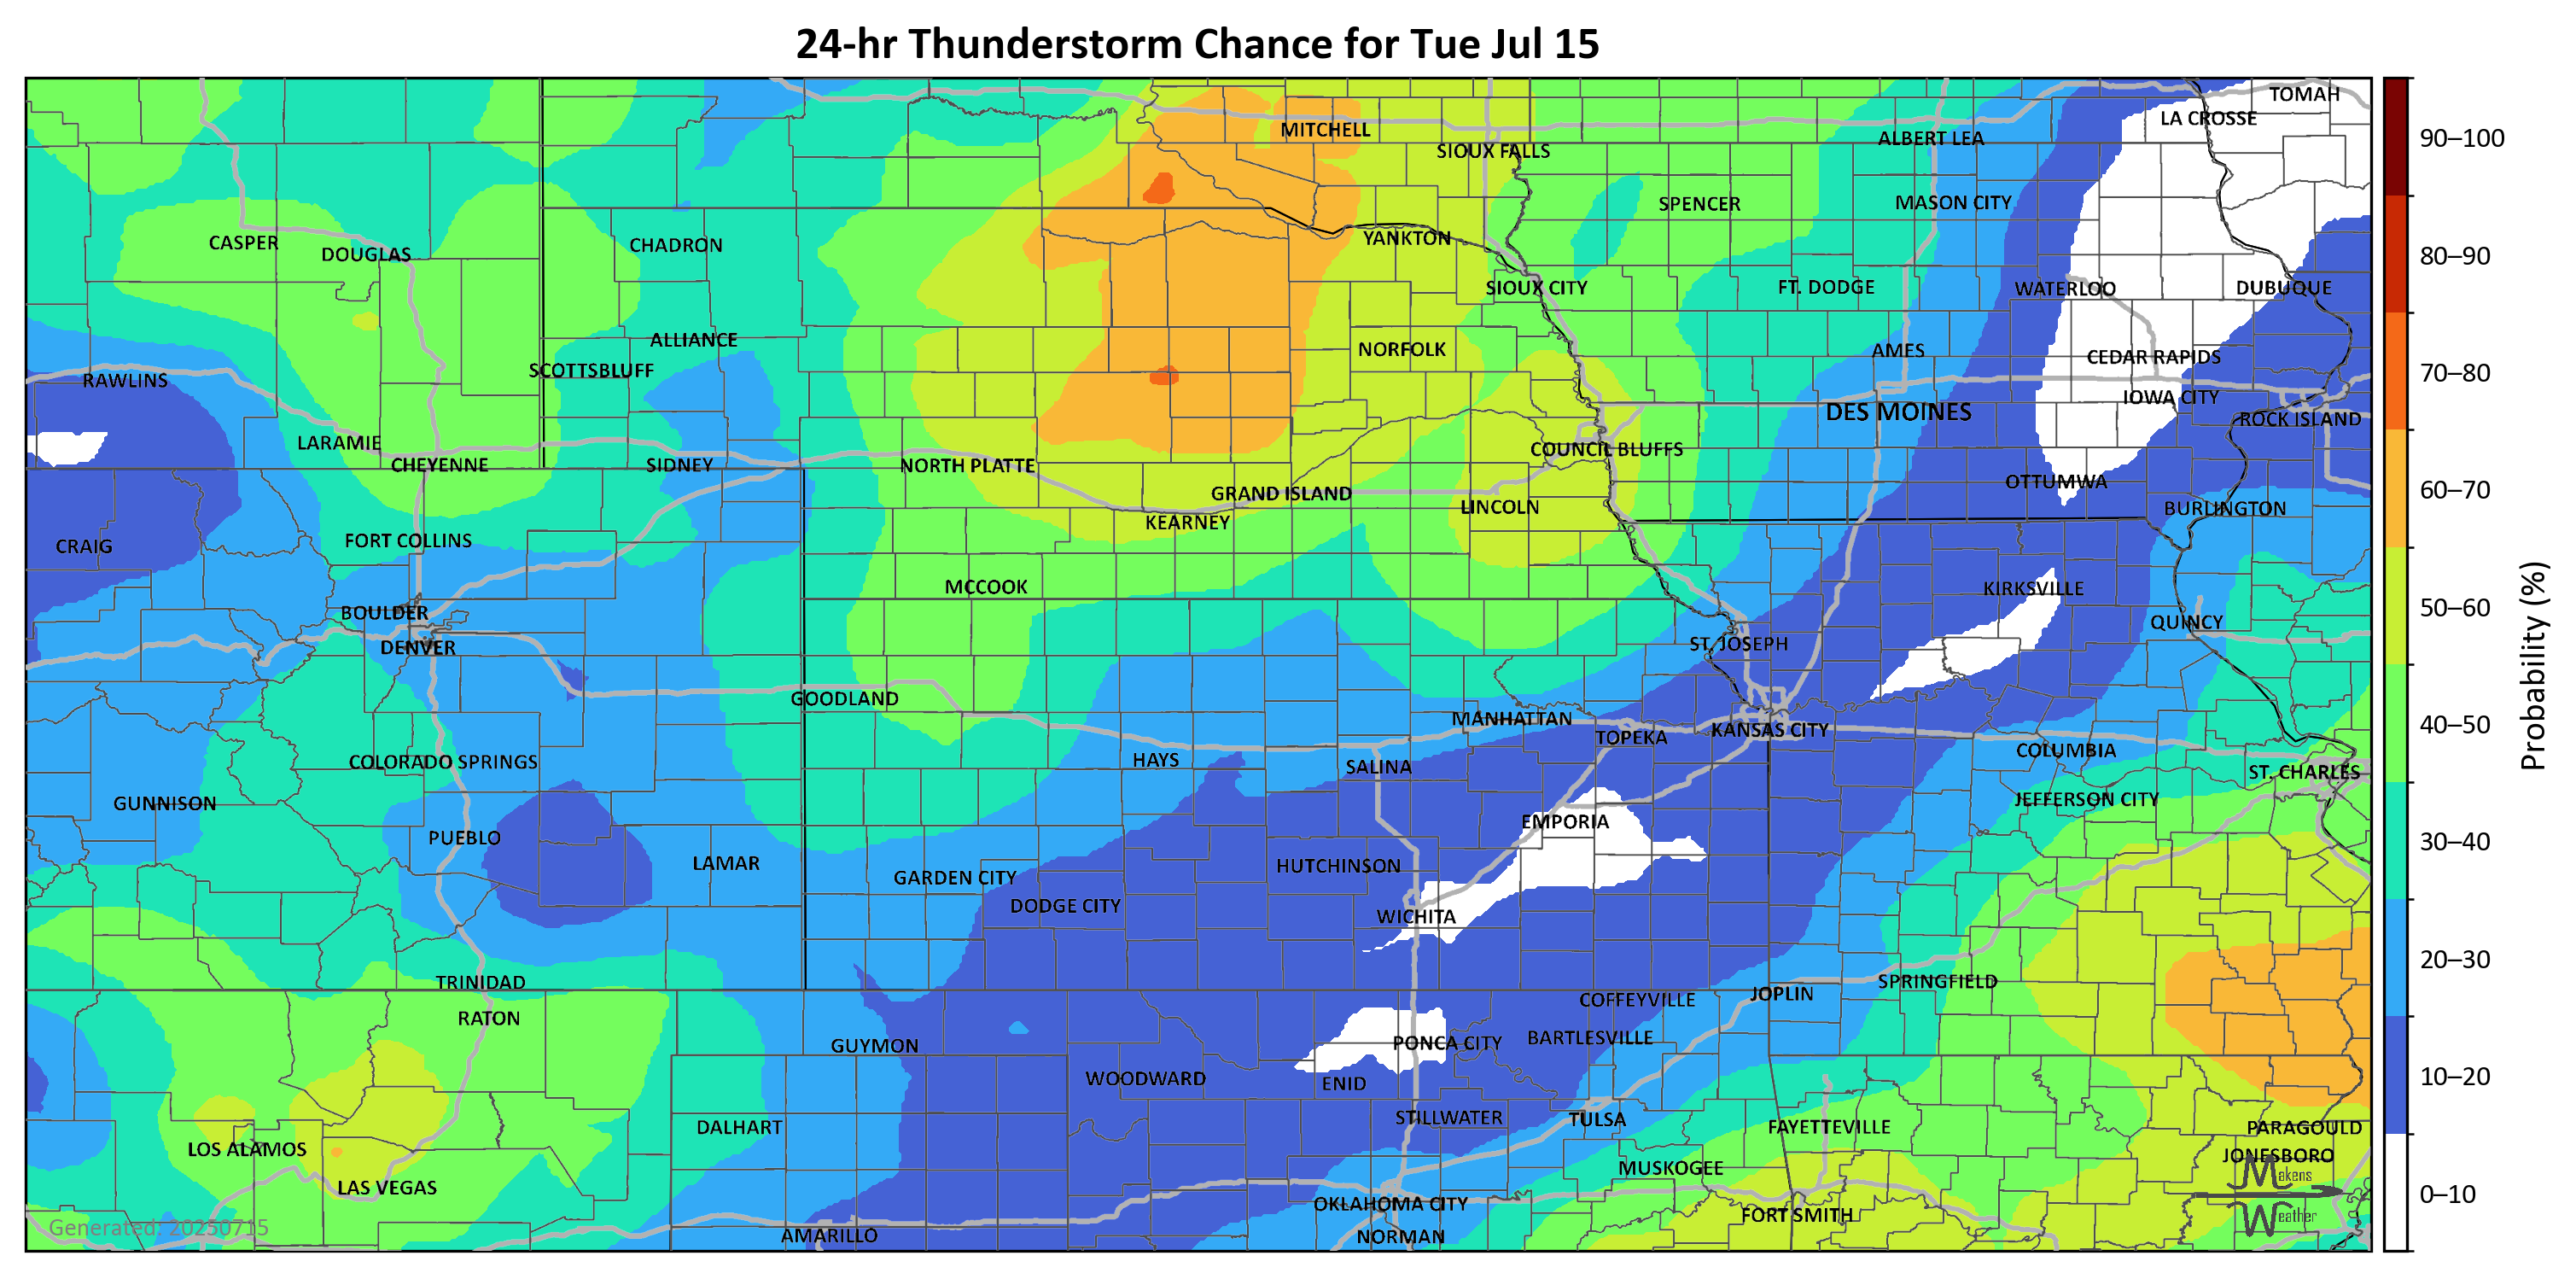 24-hr Thunderstorm Chance for Tue Jul 15
TOMAH
LA CROSSE
MITCHELL
ALBERT LEA
SIOUX FALLS
SPENCER
MASON CITY
CASPER
DOUGLAS
CHADRON
YANKTON
SIOUX CITY
FT. DODGE
WATERLOO
DUBUQUE
ALLIANCE
NORFOLK
AMES
CEDAR RAPIDS
RAWLINS
SCOTTSBLUFF
IOWA CITY
DES MOINES
ROCK ISLAND
LARAMIE
COUNCIL BLUFFS
CHEYENNE
SIDNEY
NORTH PLATTE
OTTUMWA
GRAND ISLAND
LINCOLN
BURLINGTON
KEARNEY
CRAIG
FORT COLLINS
MCCOOK
KIRKSVILLE
BOULDER
QUINCY
DENVER
ST. JOSEPH
GOODLAND
MANHATTAN
TOPEKA
KANSAS CITY
COLUMBIA
COLORADO SPRINGS
HAYS
SALINA
ST. CHARLES
GUNNISON
JEFFERSON CITY
EMPORIA
PUEBLO
LAMAR
HUTCHINSON
GARDEN CITY
DODGE CITY
WICHITA
TRINIDAD
SPRINGFIELD
JOPLIN
COFFEYVILLE
RATON
BARTLESVILLE
GUYMON
PONCA CITY
WOODWARD
ENID
STILLWATER
TULSA
DALHART
FAYETTEVILLE
PARAGOULD
LOS ALAMOS
JONESBORO
MUSKOGEE
LAS VEGAS
OKLAHOMA CITY
FORT SMITH
AMARILLO
NORMAN
Generated: 20250715
Makens
Weather
90–100
80–90
70–80
60–70
50–60
40–50
30–40
20–30
10–20
0–10
Probability (%)